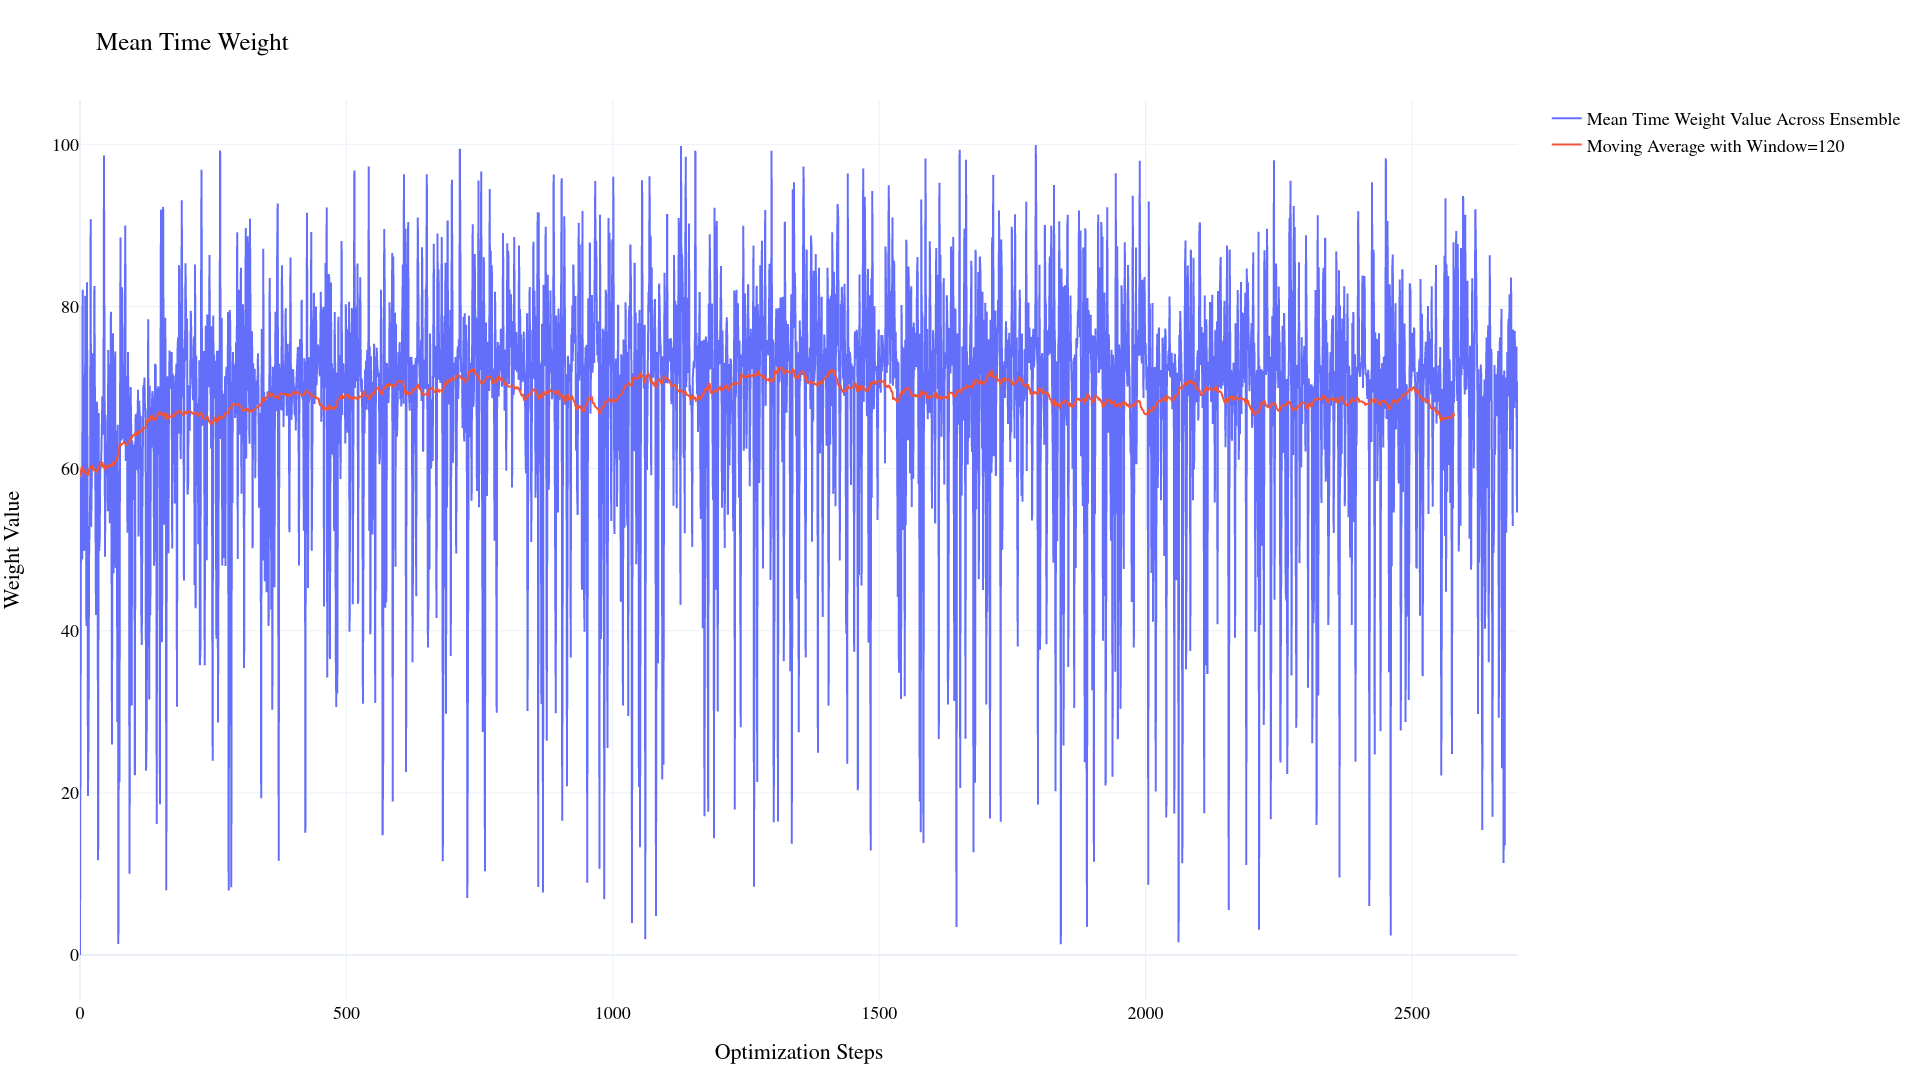 Mean Time Weight
Mean Time Weight Value Across Ensemble
Moving Average with Window=120
Weight Value
100
80
60
40
20
0
0
500
1000
1500
2000
2500
Optimization Steps